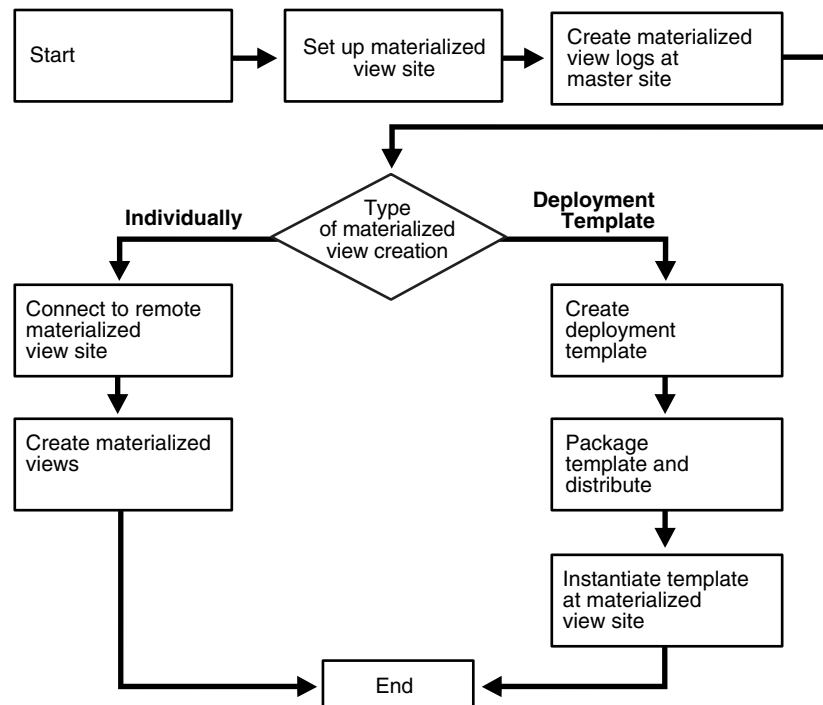 Start
Set up materialized
view site
Create materialized
view logs at
master site
Type
of materialized
view creation
Individually
Deployment
Template
Connect to remote
materialized
view site
Create
deployment
template
Create materialized
views
Package
template and
distribute
Instantiate template
at materialized
view site
End